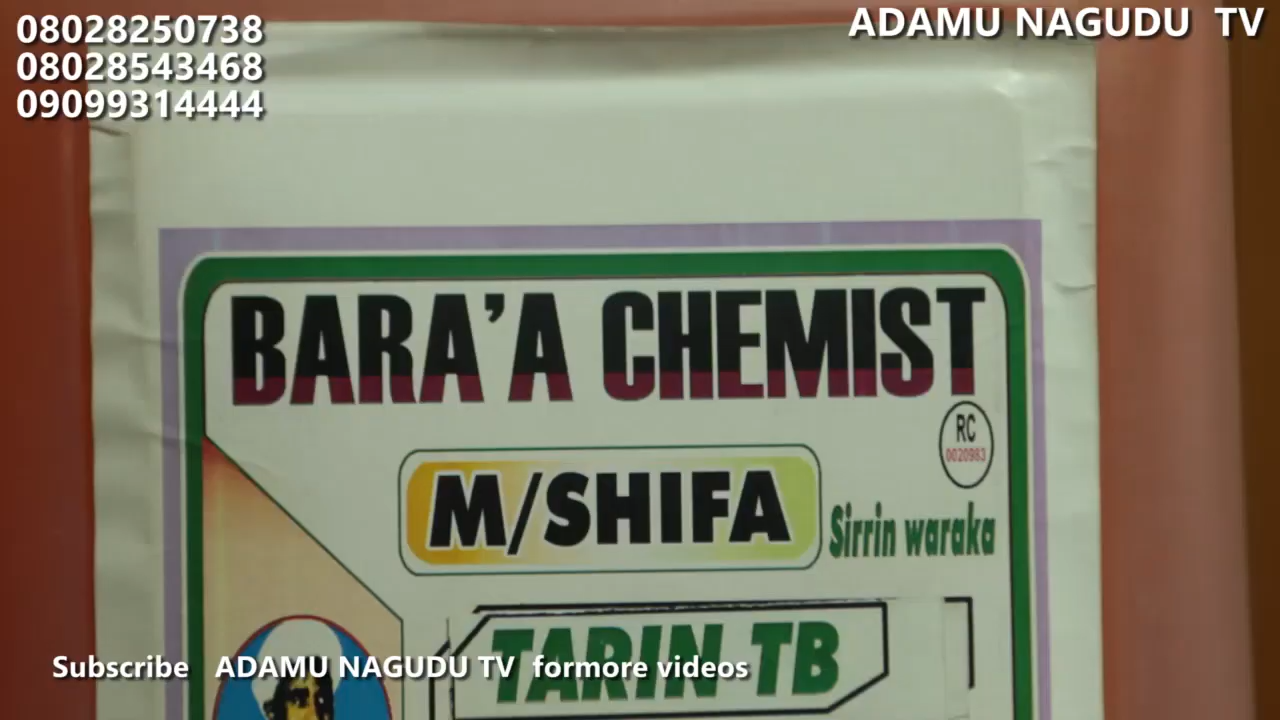 08028250738
08028543468
09099314444
ADAMU NAGUDU TV
BARA'A CHEMIST
RC
0020983
M/SHIFA
Sirrin waraka
TARIN TB
Subscribe ADAMU NAGUDU TV formore videos